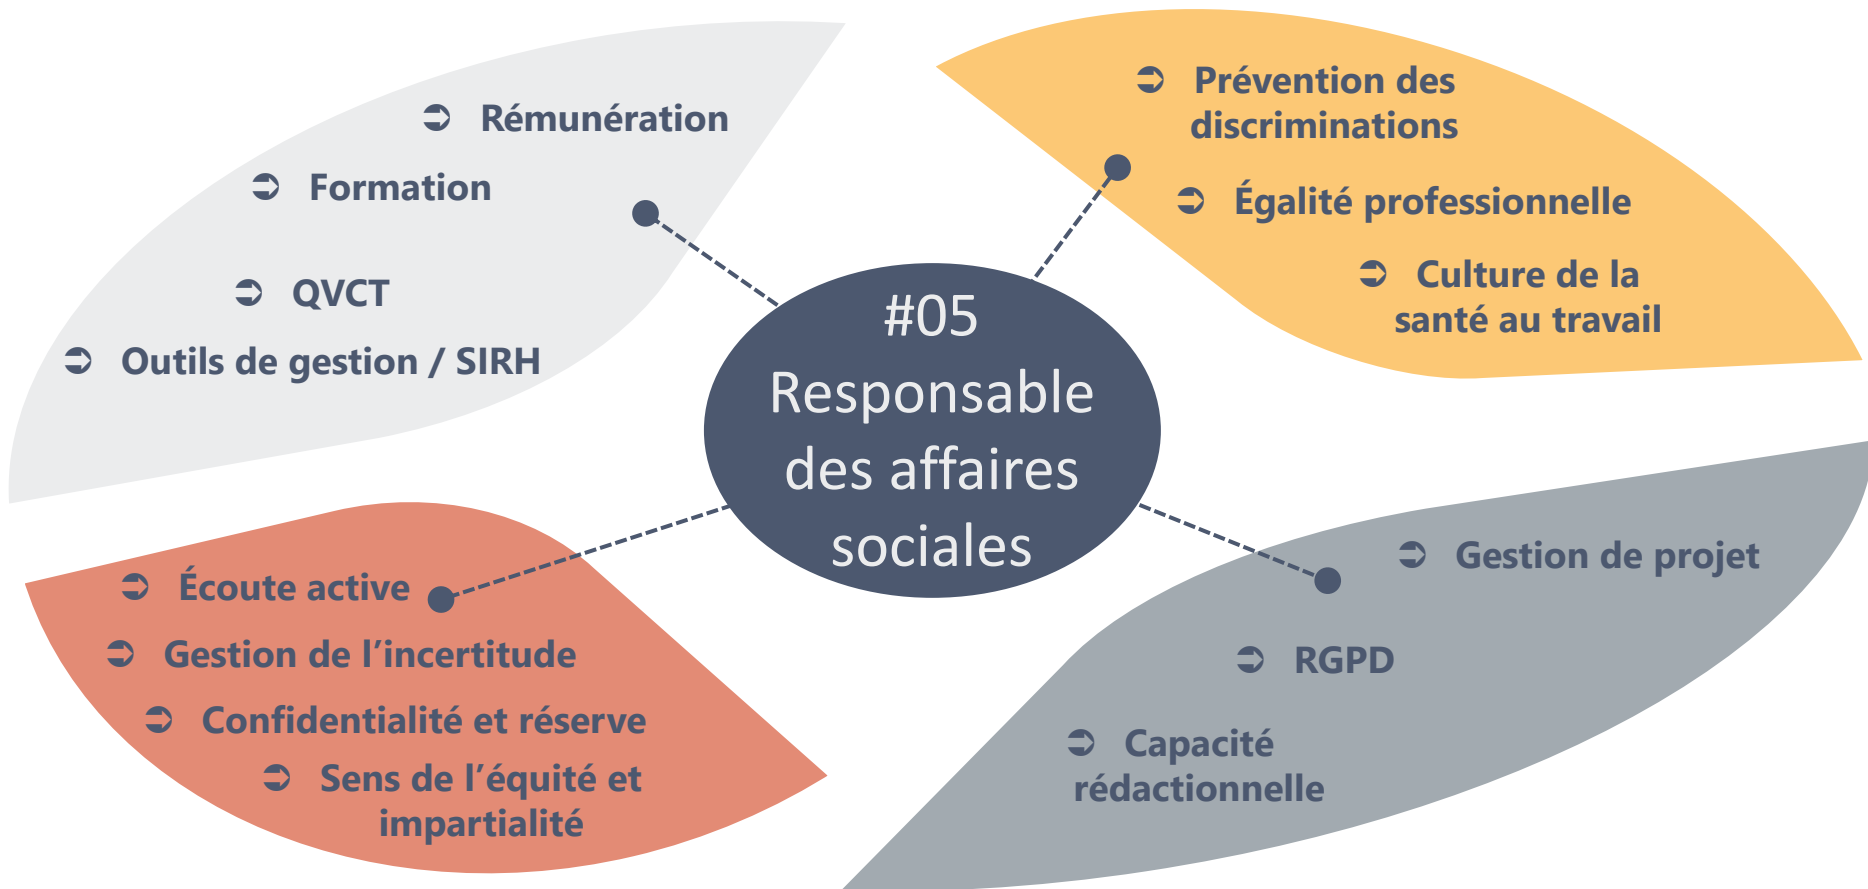 ➲ Rémunération
➲ Formation
➲ QVCT
➲ Outils de gestion / SIRH
➲ Prévention des
discriminations
➲ Égalité professionnelle
➲ Culture de la
santé au travail
#05
Responsable
des affaires
sociales
➲ Écoute active
➲ Gestion de l’incertitude
➲ Confidentialité et réserve
➲ Sens de l’équité et
impartialité
➲ Gestion de projet
➲ RGPD
➲ Capacité
rédactionnelle